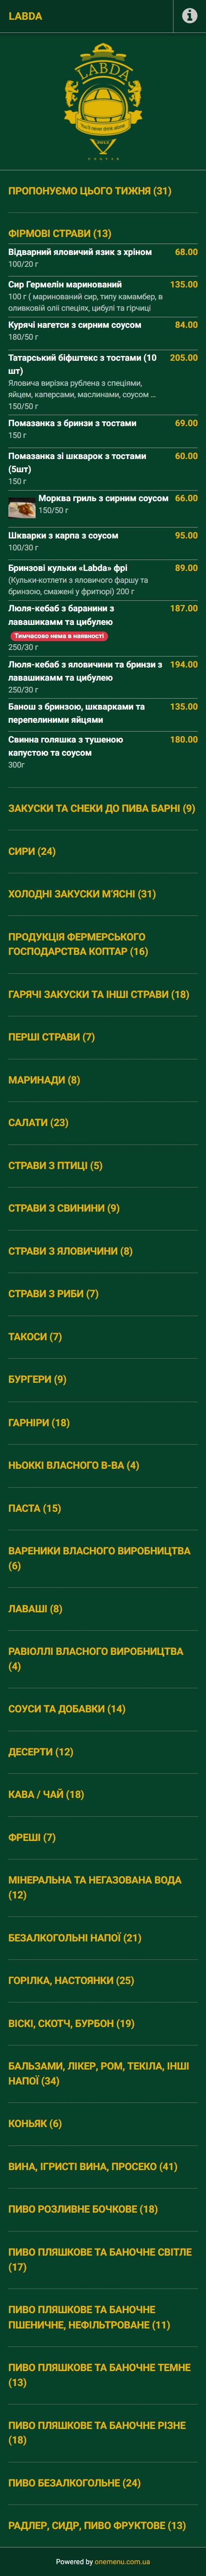 LABDA
LABDA
ПРОПОНУЄМО ЦЬОГО ТИЖНЯ (31)
ФІРМОВІ СТРАВИ (13)
Відварний яловичий язик з хріном 68.00
100/20 г
Сир Гермелін маринований 135.00
100 г ( маринований сир, типу камамбер, в
оливковій олії спеціях, цибулі та гірчиці
Курячі нагетси з сирним соусом 84.00
180/50 г
Татарський біфштекс з тостами (10 205.00
шт)
Яловича вирізка рублена з спеціями,
яйцем, каперсами, маслинами, соусом ...
150/50 г
Помазанка з бринзи з тостами 69.00
150 г
Помазанка зі шкварок з тостами 60.00
(5шт)
150 г
Морква гриль з сирним соусом 66.00
150/50 г
Шкварки з карпа з соусом 95.00
100/30 г
Бринзові кульки «Labda» фрі 89.00
(Кульки-котлети з яловичого фаршу та
бринзою, смажені у фритюрі) 200 г
Люля-кебаб з баранини з 187.00
лавашикамм та цибулею
Тимчасово нема в наявності
250/30 г
Люля-кебаб з яловичини та бринзи з 194.00
лавашикамм та цибулею
250/30 г
Банош з бринзою, шкварками та 135.00
перепелиними яйцями
Свинна голяшка з тушеною 180.00
капустою та соусом
300г
ЗАКУСКИ ТА СНЕКИ ДО ПИВА БАРНІ (9)
СИРИ (24)
ХОЛОДНІ ЗАКУСКИ М'ЯСНІ (31)
ПРОДУКЦІЯ ФЕРМЕРСЬКОГО
ГОСПОДАРСТВА КОПТАР (16)
ГАРЯЧІ ЗАКУСКИ ТА ІНШІ СТРАВИ (18)
ПЕРШІ СТРАВИ (7)
МАРИНАДИ (8)
САЛАТИ (23)
СТРАВИ З ПТИЦІ (5)
СТРАВИ З СВИНИНИ (9)
СТРАВИ З ЯЛОВИЧИНИ (8)
СТРАВИ З РИБИ (7)
ТАКОСИ (7)
БУРГЕРИ (9)
ГАРНІРИ (18)
НЬОККІ ВЛАСНОГО В-ВА (4)
ПАСТА (15)
ВАРЕНИКИ ВЛАСНОГО ВИРОБНИЦТВА
(6)
ЛАВАШІ (8)
РАВІОЛЛІ ВЛАСНОГО ВИРОБНИЦТВА
(4)
СОУСИ ТА ДОБАВКИ (14)
ДЕСЕРТИ (12)
КАВА / ЧАЙ (18)
ФРЕШІ (7)
МІНЕРАЛЬНА ТА НЕГАЗОВАНА ВОДА
(12)
БЕЗАЛКОГОЛЬНІ НАПОЇ (21)
ГОРІЛКА, НАСТОЯНКИ (25)
ВІСКІ, СКОТЧ, БУРБОН (19)
БАЛЬЗАМИ, ЛІКЕР, РОМ, ТЕКІЛА, ІНШІ
НАПОЇ (34)
КОНЬЯК (6)
ВИНА, ІГРИСТІ ВИНА, ПРОСЕКО (41)
ПИВО РОЗЛИВНЕ БОЧКОВЕ (18)
ПИВО ПЛЯШКОВЕ ТА БАНОЧНЕ СВІТЛЕ
(17)
ПИВО ПЛЯШКОВЕ ТА БАНОЧНЕ
ПШЕНИЧНЕ, НЕФІЛЬТРОВАНЕ (11)
ПИВО ПЛЯШКОВЕ ТА БАНОЧНЕ ТЕМНЕ
(13)
ПИВО ПЛЯШКОВЕ ТА БАНОЧНЕ РІЗНЕ
(18)
ПИВО БЕЗАЛКОГОЛЬНЕ (24)
РАДЛЕР, СИДР, ПИВО ФРУКТОВЕ (13)
Powered by onemenu.com.ua